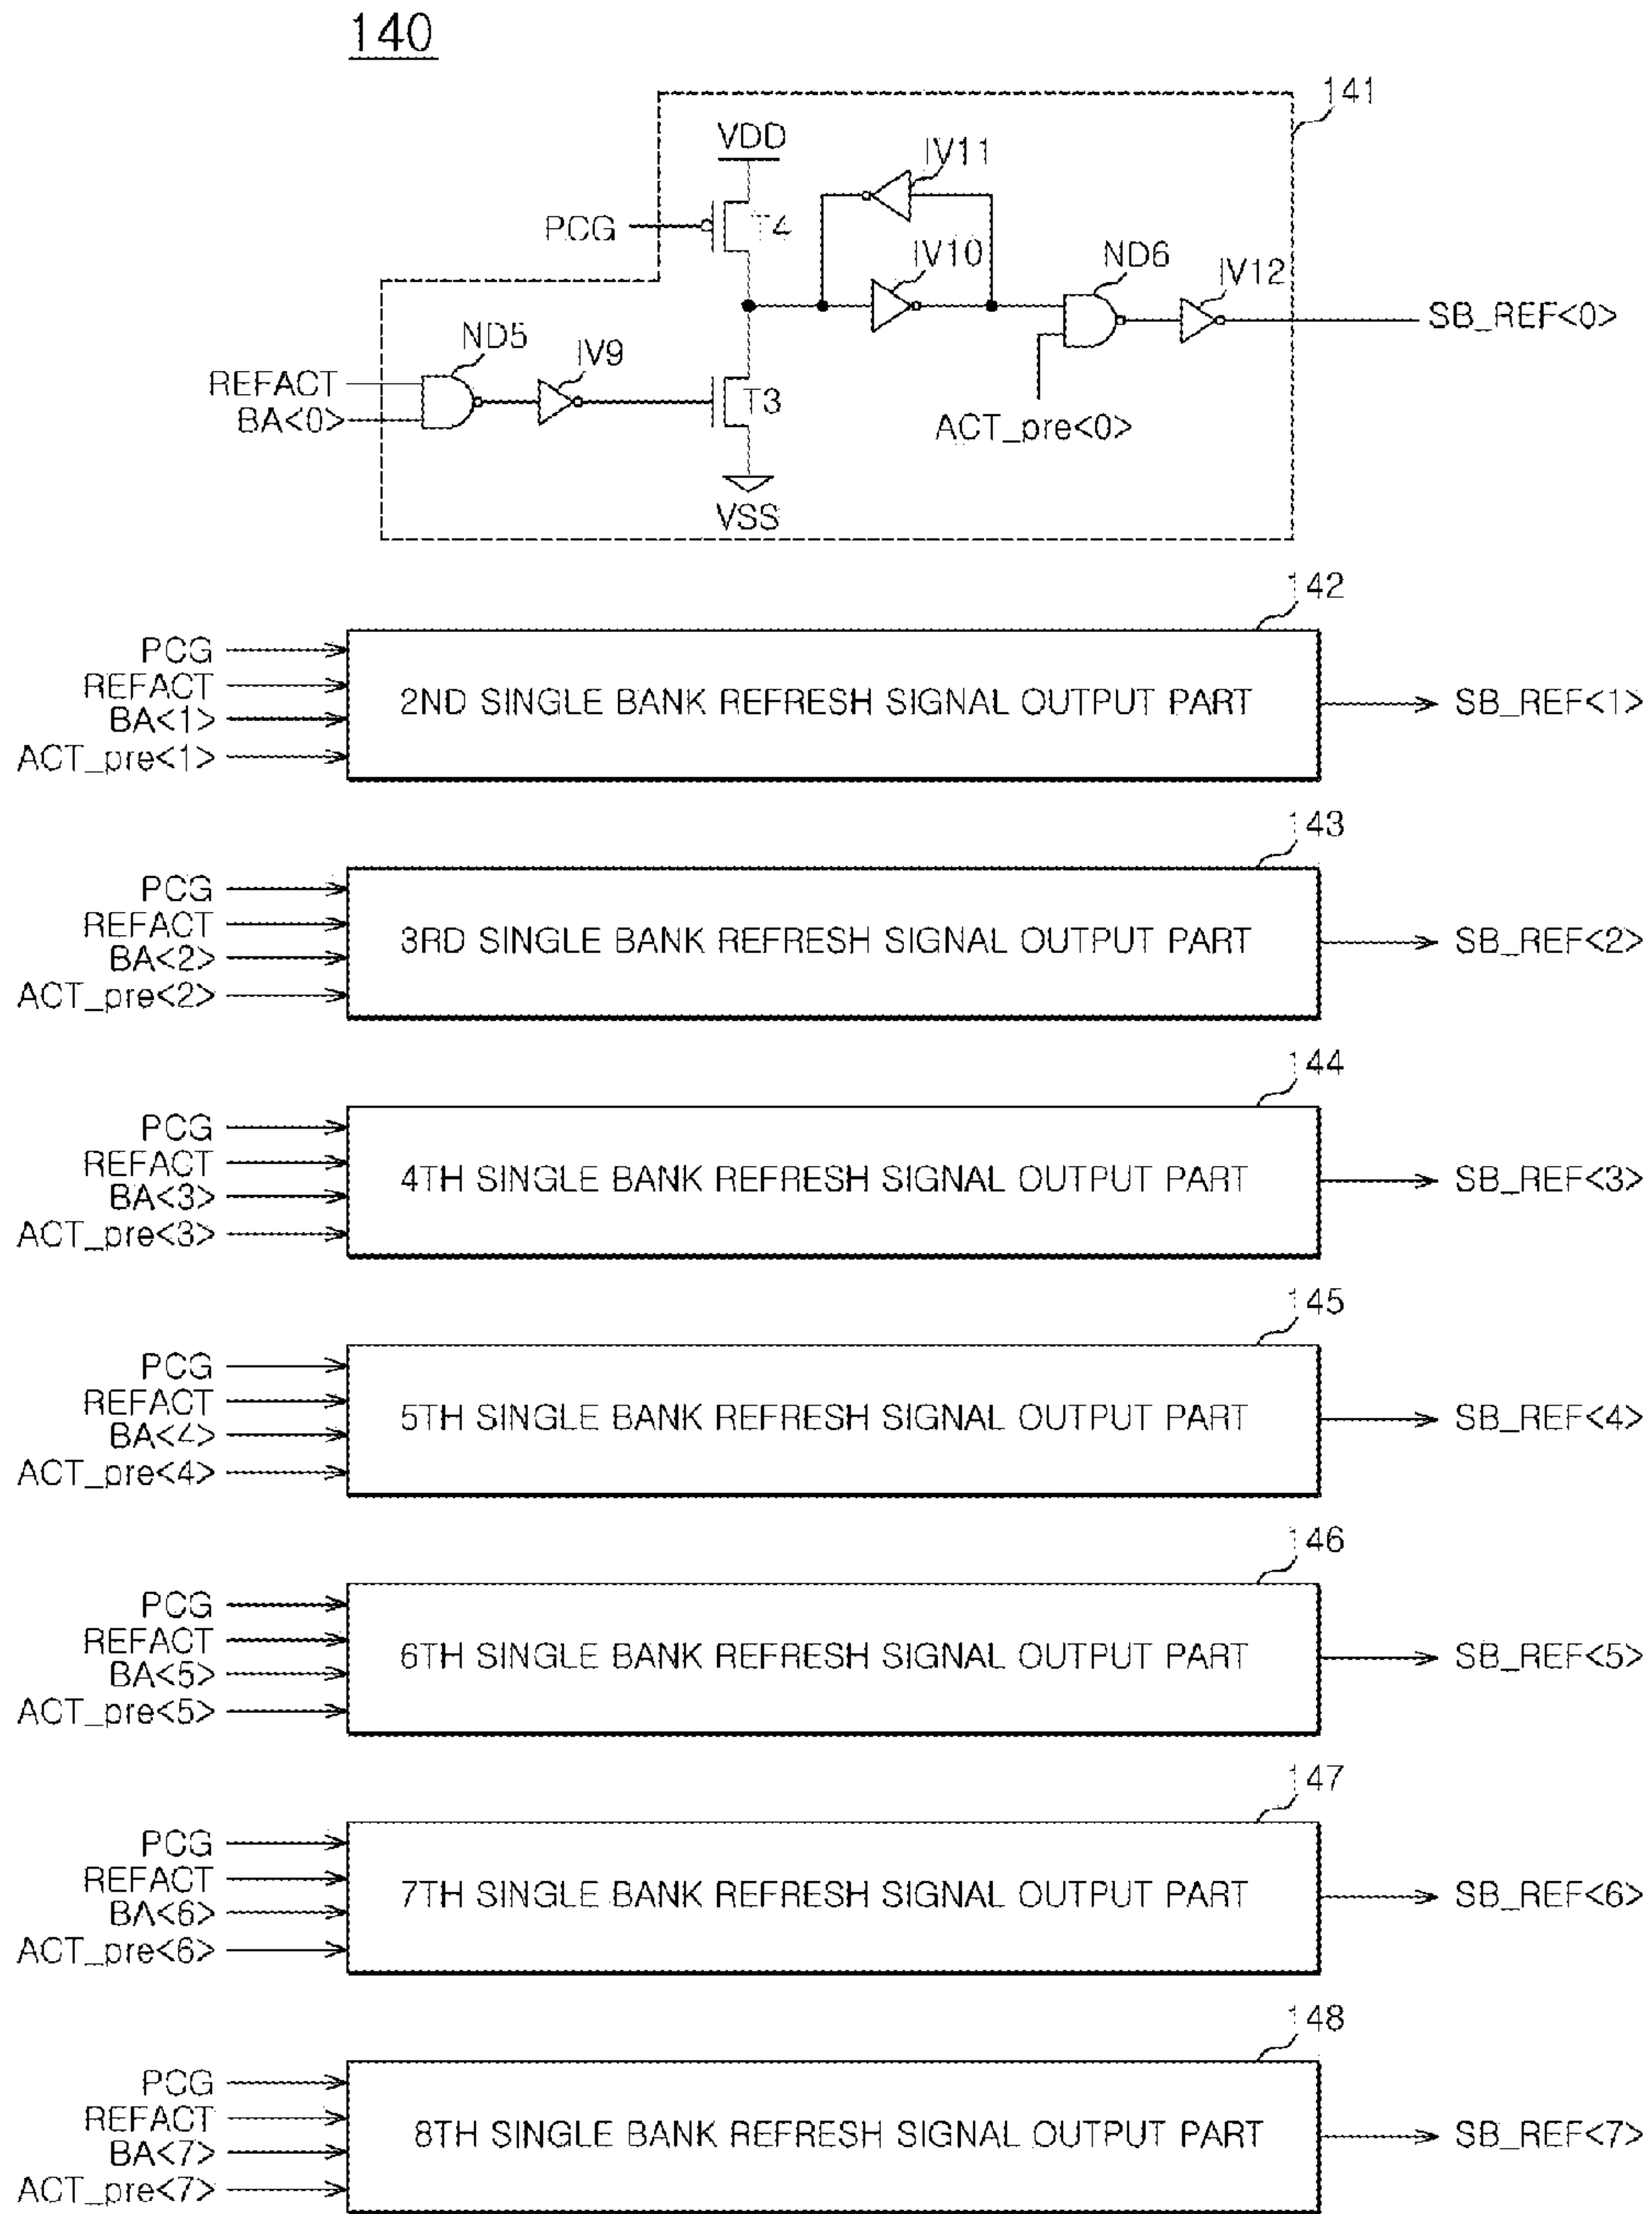 140
141
VDD
IV11
PCG
T4
IV10
ND6
IV12
SB_REF<0>
ND5
IV9
REFACT
BA<0>
T3
ACT_pre<0>
VSS
142
PCG
REFACT
BA<1>
ACT_pre<1>
2ND SINGLE BANK REFRESH SIGNAL OUTPUT PART
SB_REF<1>
143
PCG
REFACT
BA<2>
ACT_pre<2>
3RD SINGLE BANK REFRESH SIGNAL OUTPUT PART
SB_REF<2>
144
PCG
REFACT
BA<3>
ACT_pre<3>
4TH SINGLE BANK REFRESH SIGNAL OUTPUT PART
SB_REF<3>
145
PCG
REFACT
BA<4>
ACT_pre<4>
5TH SINGLE BANK REFRESH SIGNAL OUTPUT PART
SB_REF<4>
146
PCG
REFACT
BA<5>
ACT_pre<5>
6TH SINGLE BANK REFRESH SIGNAL OUTPUT PART
SB_REF<5>
147
PCG
REFACT
BA<6>
ACT_pre<6>
7TH SINGLE BANK REFRESH SIGNAL OUTPUT PART
SB_REF<6>
148
PCG
REFACT
BA<7>
ACT_pre<7>
8TH SINGLE BANK REFRESH SIGNAL OUTPUT PART
SB_REF<7>